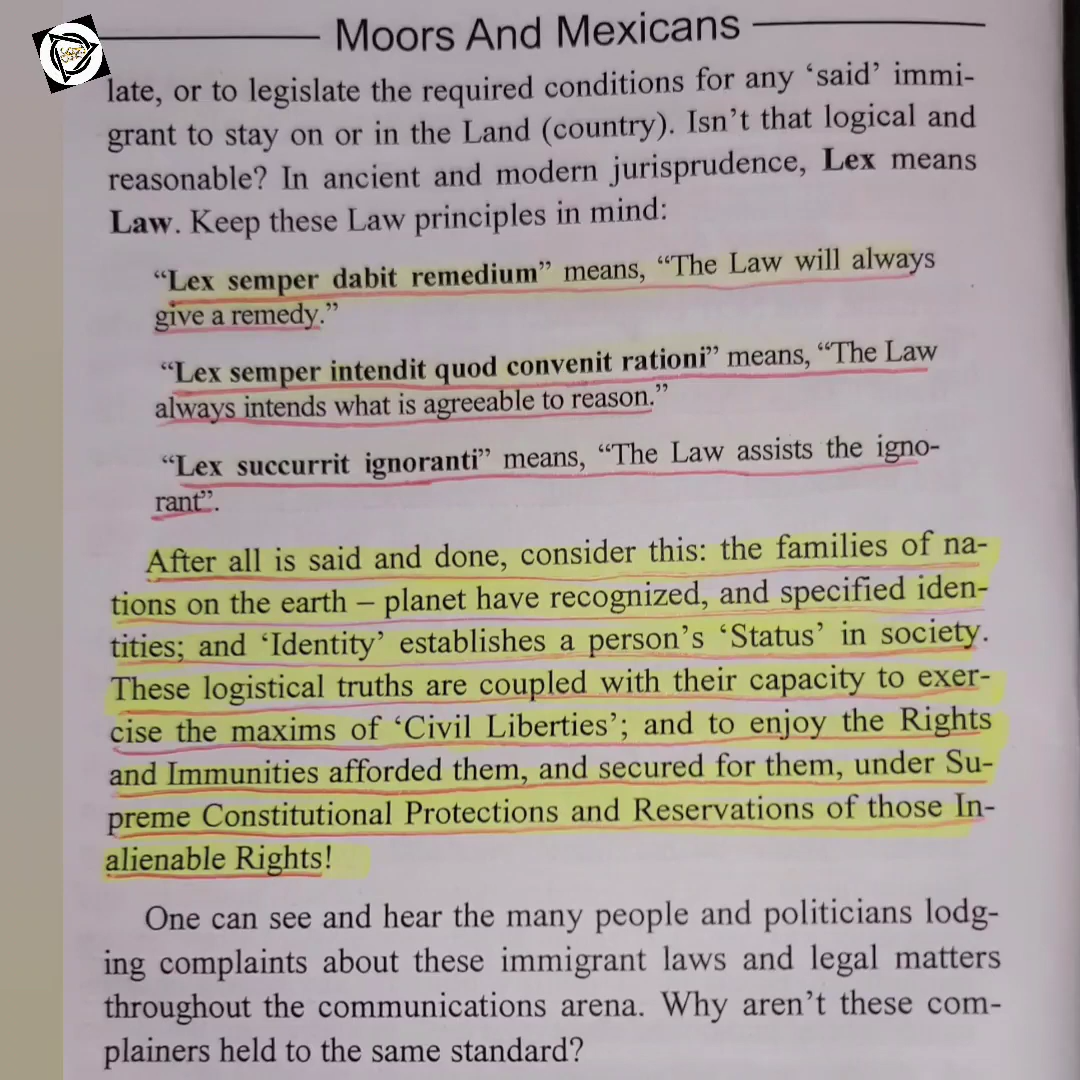 Moors And Mexicans
late, or to legislate the required conditions for any ‘said’ immi-
grant to stay on or in the Land (country). Isn’t that logical and
reasonable? In ancient and modern jurisprudence, Lex means
Law. Keep these Law principles in mind:
“Lex semper dabit remedium” means, “The Law will always
give a remedy.”
“Lex semper intendit quod convenit rationi” means, “The Law
always intends what is agreeable to reason.”
“Lex succurrit ignoranti” means, “The Law assists the igno-
rant”.
After all is said and done, consider this: the families of na-
tions on the earth – planet have recognized, and specified iden-
tities; and ‘Identity’ establishes a person’s ‘Status’ in society.
These logistical truths are coupled with their capacity to exer-
cise the maxims of ‘Civil Liberties’; and to enjoy the Rights
and Immunities afforded them, and secured for them, under Su-
preme Constitutional Protections and Reservations of those In-
alienable Rights!
One can see and hear the many people and politicians lodg-
ing complaints about these immigrant laws and legal matters
throughout the communications arena. Why aren’t these com-
plainers held to the same standard?